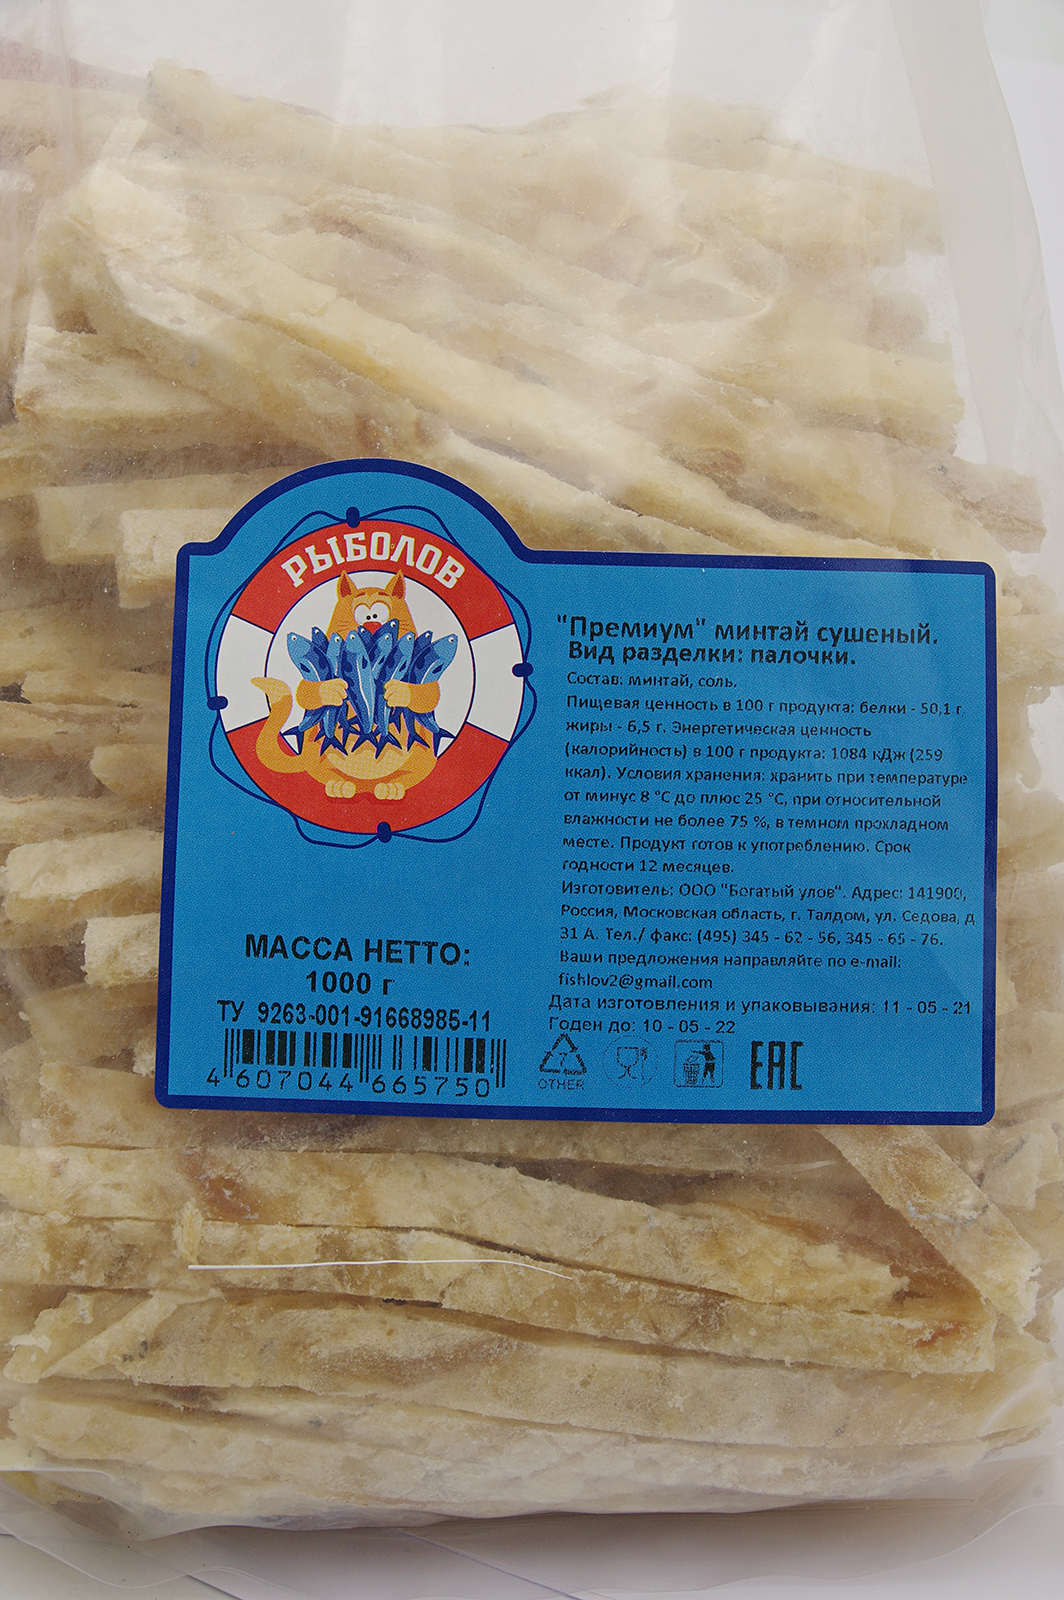 РЫБОЛОВ
"Премиум" минтай сушеный.
Вид разделки: палочки.
Состав: минтай, соль.
Пищевая ценность в 100 г продукта: белки - 50,1 г,
жиры - 6,5 г. Энергетическая ценность
(калорийность) в 100 г продукта: 1084 кДж (259
ккал). Условия хранения: хранить при температуре
от минус 8 °С до плюс 25 °С, при относительной
влажности не более 75 %, в темном прохладном
месте. Продукт готов к употреблению. Срок
годности 12 месяцев.
Изготовитель: ООО "Богатый улов". Адрес: 141900,
Россия, Московская область, г. Талдом, ул. Седова, д
31 А. Тел./ факс: (495) 345 - 62 - 56, 345 - 65 - 76.
Ваши предложения направляйте по e-mail:
fishlov2@gmail.com
Дата изготовления и упаковывания: 11 - 05 - 21
Годен до: 10 - 05 - 22
МАССА НЕТТО:
1000 г
ТУ 9263-001-91668985-11
4 607044 665750
7
OTHER
ЕАС